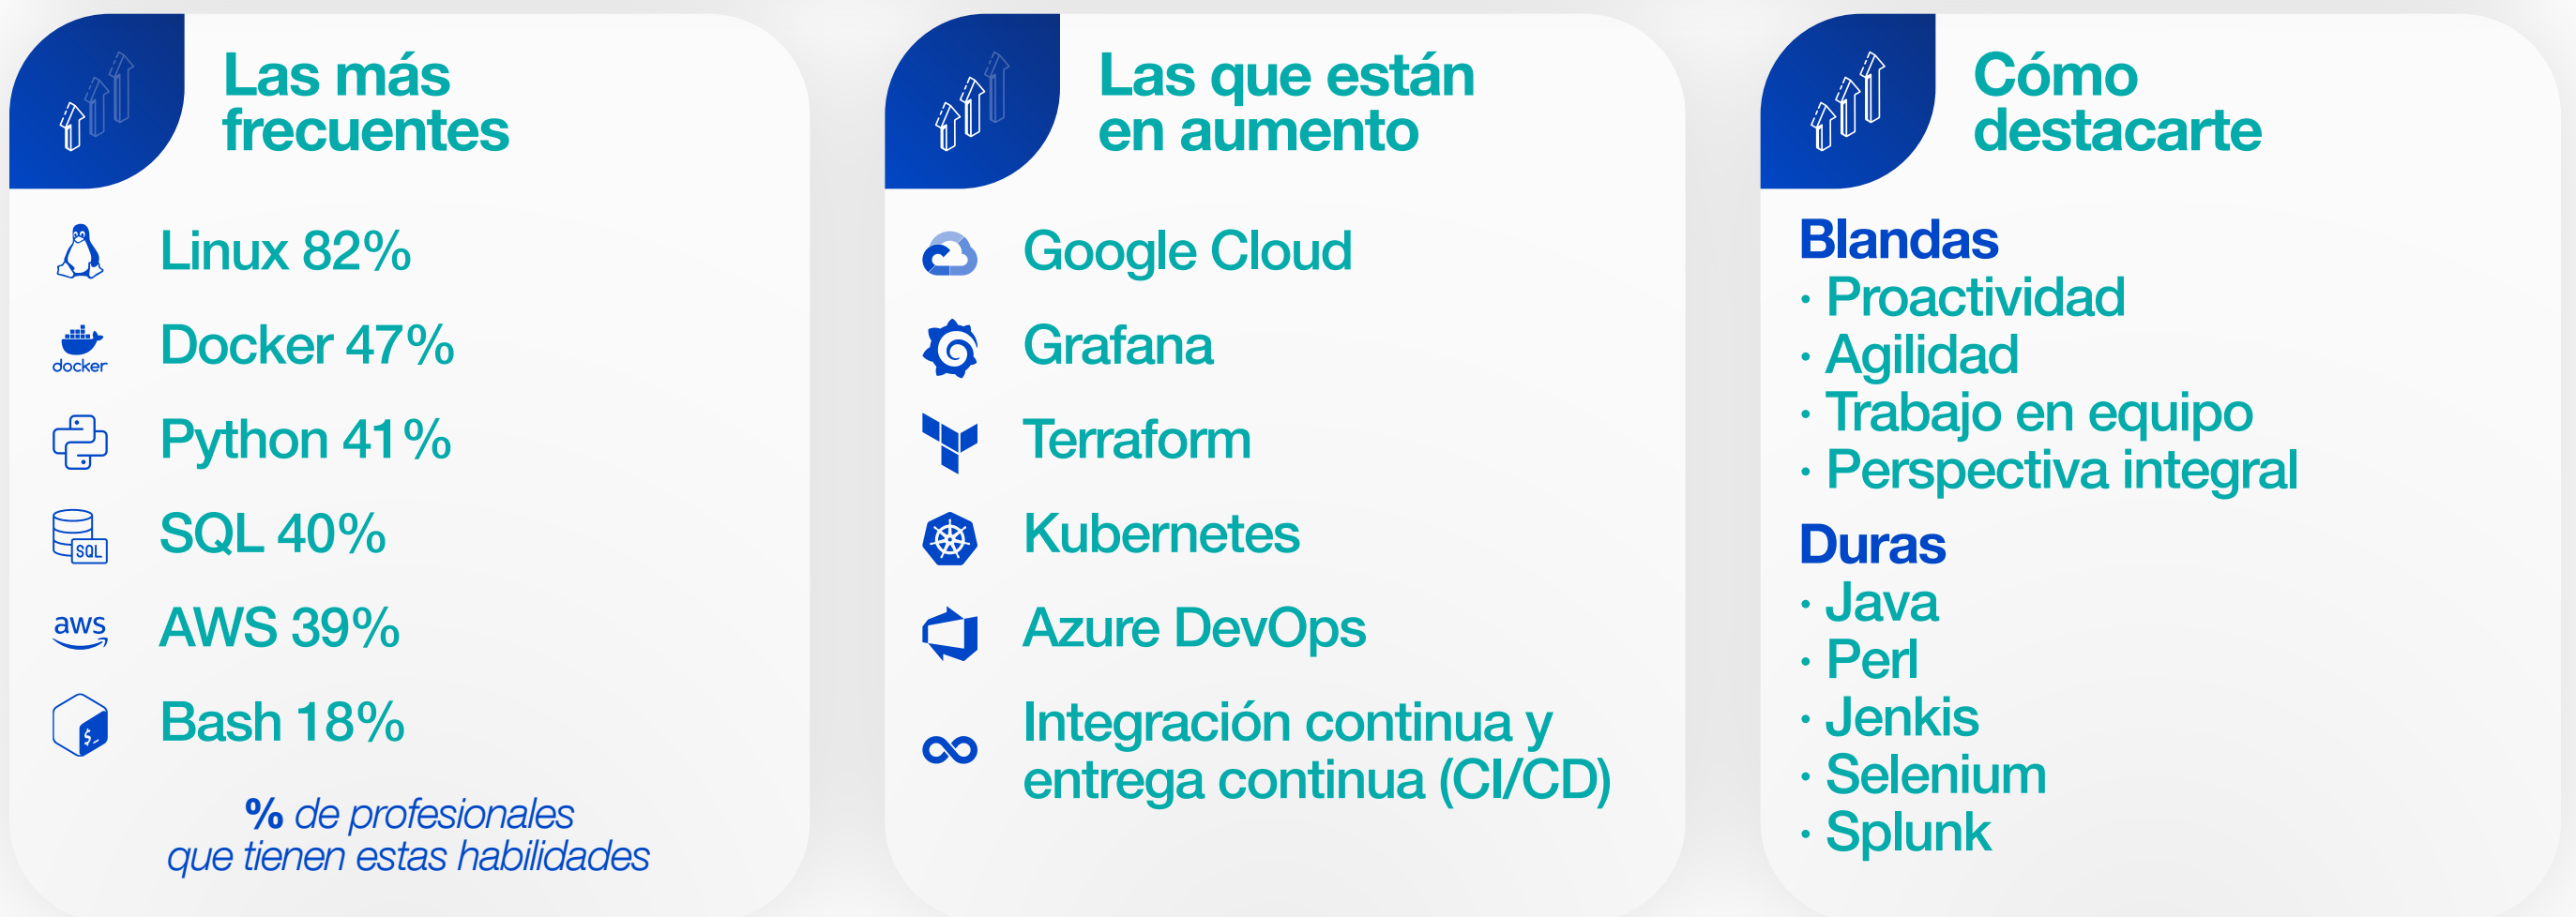 Las más
frecuentes
Linux 82%
docker
Docker 47%
Python 41%
SQL
SQL 40%
aws
AWS 39%
$_
Bash 18%
% de profesionales
que tienen estas habilidades
Las que están
en aumento
Google Cloud
Grafana
Terraform
Kubernetes
Azure DevOps
Integración continua y
entrega continua (CI/CD)
Cómo
destacarte
Blandas
· Proactividad
· Agilidad
· Trabajo en equipo
· Perspectiva integral
Duras
· Java
· Perl
· Jenkis
· Selenium
· Splunk